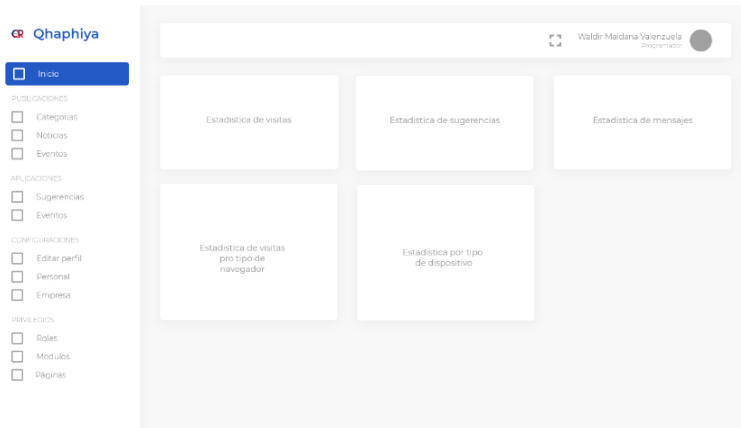 Qhaphiya
Inicio
PUBLICACIONES
Categorias
Noticias
Eventos
APLICACIONES
Sugerencias
Eventos
CONFIGURACIONES
Editar perfil
Personal
Empresa
PRIVILEGIOS
Roles
Modulos
Páginas
Waldir Maidana Valenzuela
Programador
Estadistica de visitas
Estadistica de sugerencias
Estadistica de mensajes
Estadistica de visitas
pro tipo de
navegador
Estadistica por tipo
de dispositivo